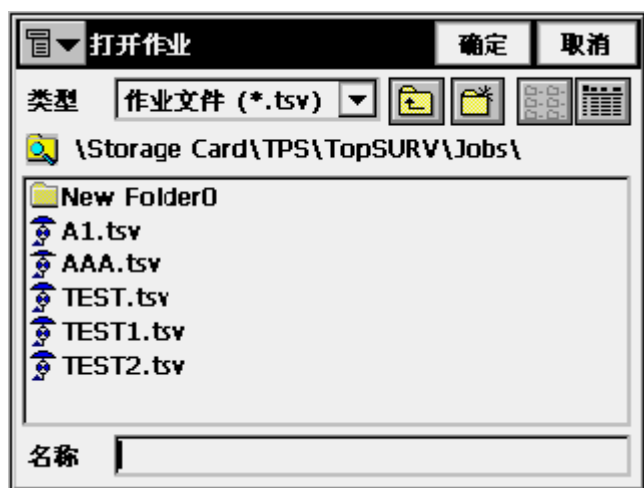 打开作业 确定 取消
类型 作业文件 (*.tsv)
\Storage Card\TPS\TopSURV\Jobs\
New Folder0
A1.tsv
AAA.tsv
TEST.tsv
TEST1.tsv
TEST2.tsv
名称